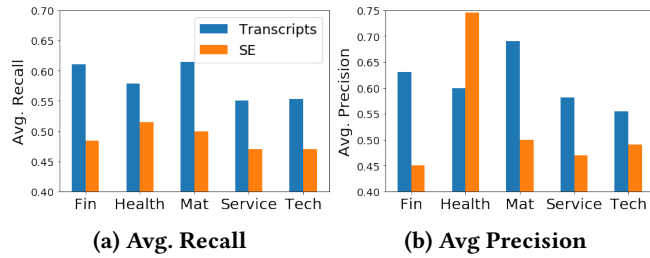 Avg. Recall
0.70
0.65
0.60
0.55
0.50
0.45
0.40
Transcripts
SE
Fin Health Mat Service Tech
(a) Avg. Recall
Avg. Precision
0.75
0.70
0.65
0.60
0.55
0.50
0.45
0.40
Fin Health Mat Service Tech
(b) Avg Precision